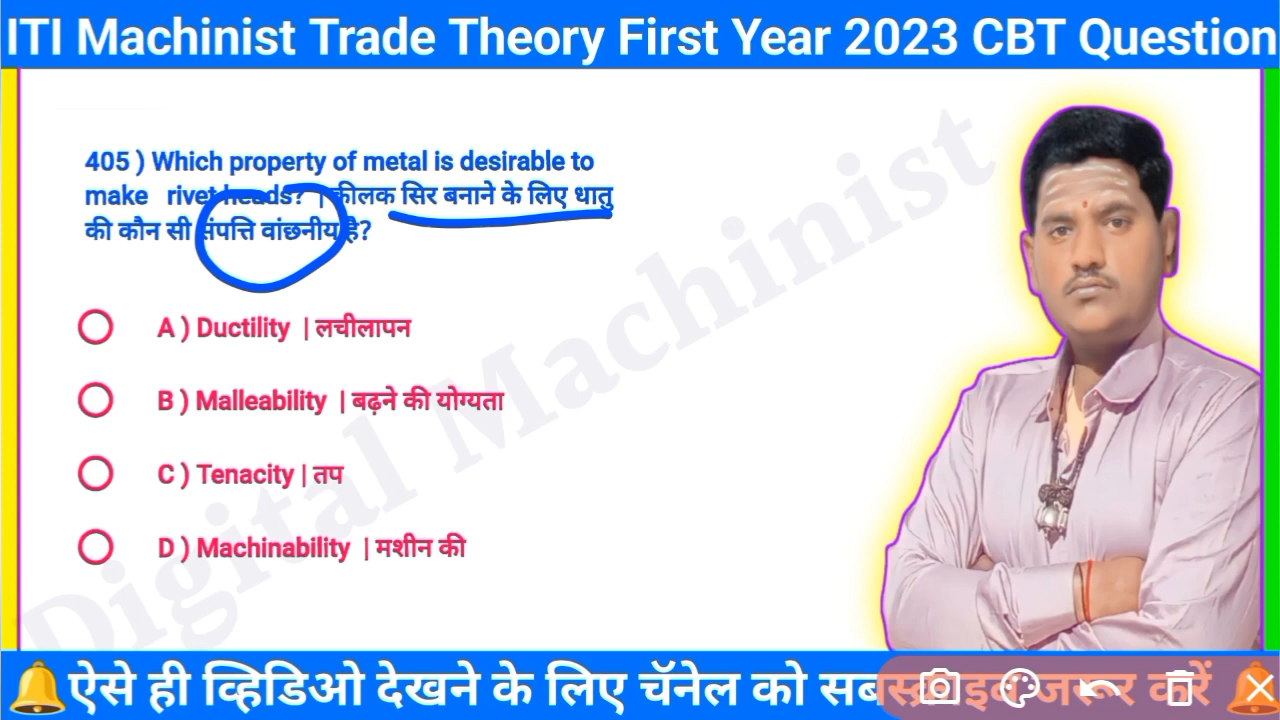 ITI Machinist Trade Theory First Year 2023 CBT Question
405 ) Which property of metal is desirable to
make rivet heads? | कीलक सिर बनाने के लिए धातु
की कौन सी संपत्ति वांछनीय है?
A ) Ductility | लचीलापन
B ) Malleability | बढ़ने की योग्यता
C ) Tenacity | तप
D ) Machinability | मशीन की
Digital Machinist
ऐसे ही व्हिडिओ देखने के लिए चॅनेल को सबस्क्राइब जरूर करें